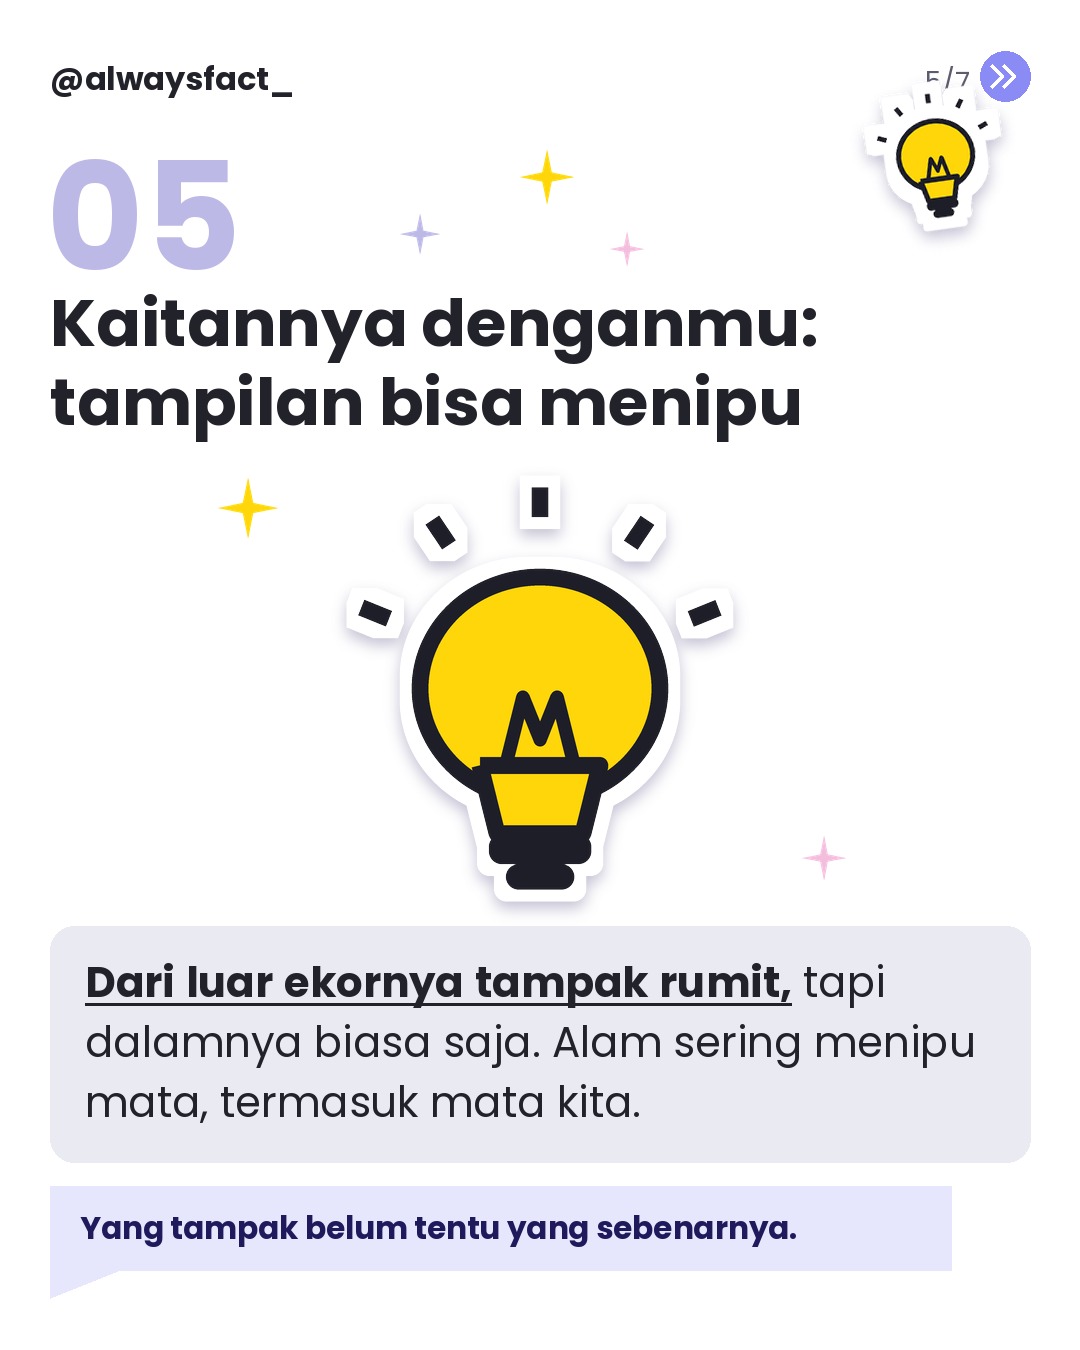 @alwaysfact_
5/7
05
Kaitannya denganmu:
tampilan bisa menipu
Dari luar ekornya tampak rumit, tapi
dalamnya biasa saja. Alam sering menipu
mata, termasuk mata kita.
Yang tampak belum tentu yang sebenarnya.